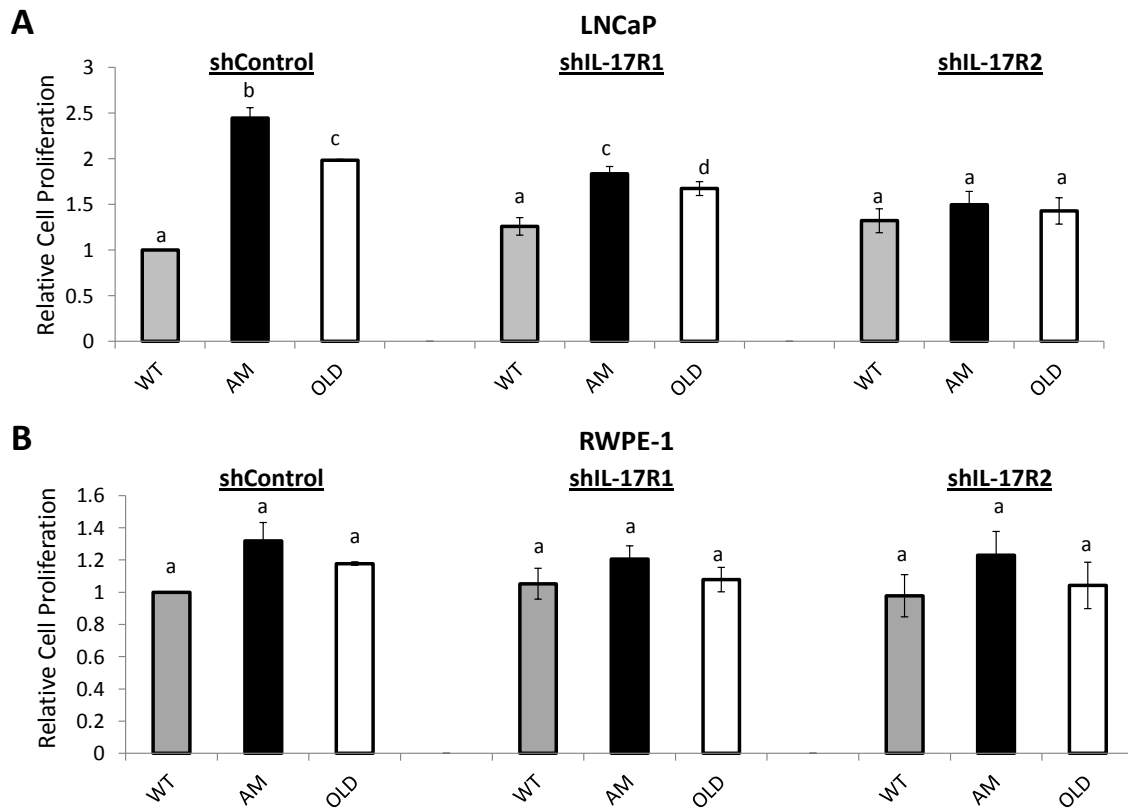 A
LNCaP
shControl shIL-17R1 shIL-17R2
Relative Cell Proliferation
3
2.5
2
1.5
1
0.5
0
a b c a c d a a a
WT AM OLD WT AM OLD WT AM OLD
B
RWPE-1
shControl shIL-17R1 shIL-17R2
Relative Cell Proliferation
1.6
1.4
1.2
1
0.8
0.6
0.4
0.2
0
a a a a a a a a a
WT AM OLD WT AM OLD WT AM OLD